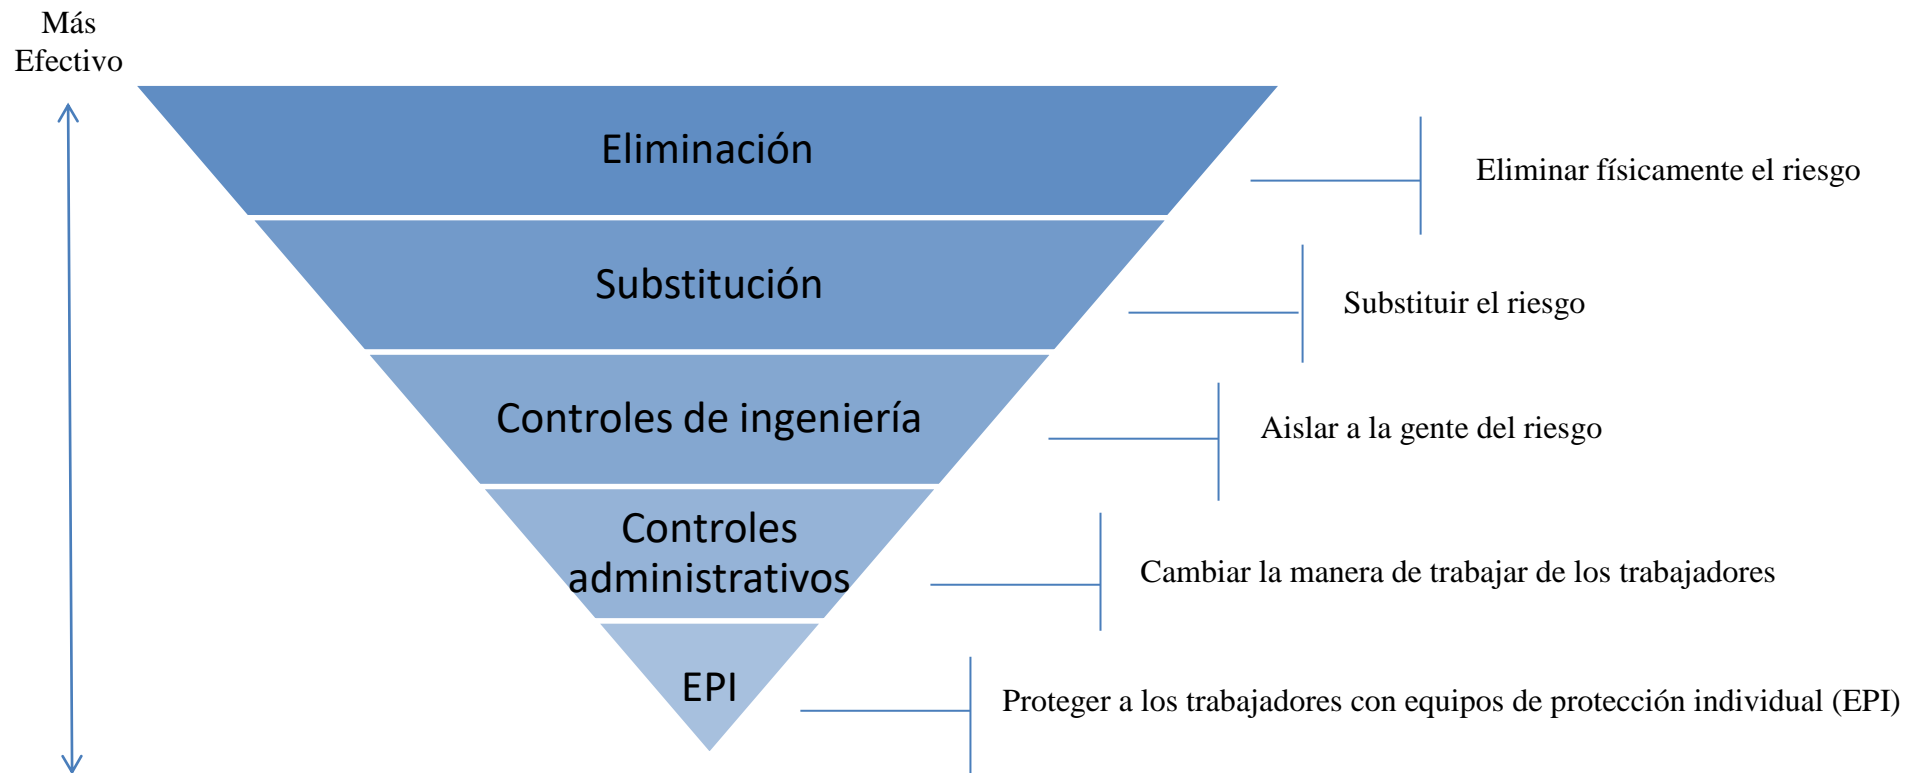 Más
Efectivo
Eliminación
Eliminar físicamente el riesgo
Substitución
Substituir el riesgo
Controles de ingeniería
Aislar a la gente del riesgo
Controles
administrativos
Cambiar la manera de trabajar de los trabajadores
EPI
Proteger a los trabajadores con equipos de protección individual (EPI)